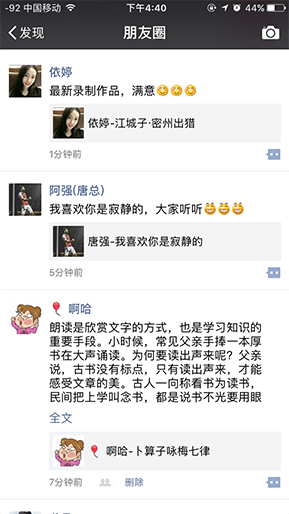 -92 中国移动 下午4:40 44%
发现 朋友圈
依婷
最新录制作品，满意
依婷-江城子·密州出猎
1分钟前
阿强(唐总)
我喜欢你是寂静的，大家听听
唐强-我喜欢你是寂静的
5分钟前
啊哈
朗读是欣赏文字的方式，也是学习知识的
重要手段。小时候，常见父亲手捧一本厚
书在大声诵读。为何要读出声来呢？父亲
说，古书没有标点，只有读出声来，才能
感受文章的美。古人一向称看书为读书，
民间把上学叫念书，都是说书不光要用眼
全文
啊哈-卜算子咏梅七律
7分钟前 删除